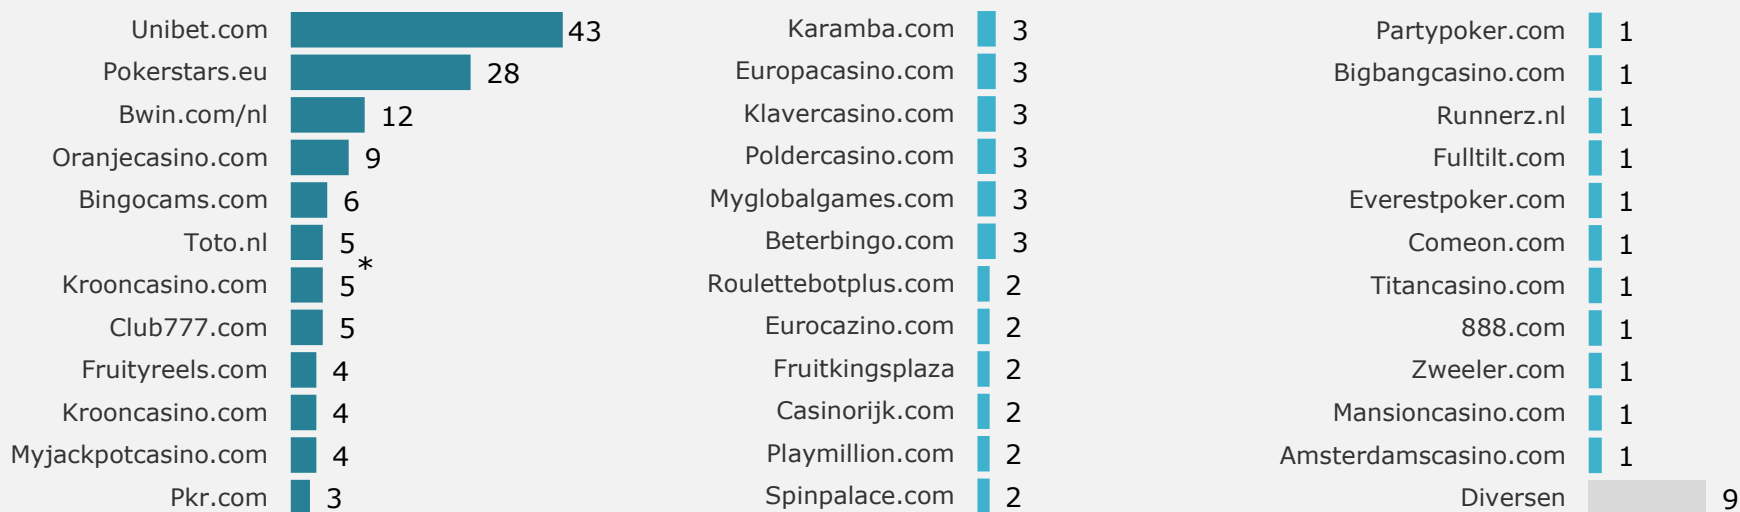 Unibet.com 43
Pokerstars.eu 28
Bwin.com/nl 12
Oranjecasino.com 9
Bingocams.com 6
Toto.nl 5
Krooncasino.com 5*
Club777.com 5
Fruityreels.com 4
Krooncasino.com 4
Myjackpotcasino.com 4
Pkr.com 3
Karamba.com 3
Europacasino.com 3
Klavercasino.com 3
Poldercasino.com 3
Myglobalgames.com 3
Beterbingo.com 3
Roulettebotplus.com 2
Eurocazino.com 2
Fruitkingsplaza 2
Casinorijk.com 2
Playmillion.com 2
Spinpalace.com 2
Partypoker.com 1
Bigbangcasino.com 1
Runnerz.nl 1
Fulltilt.com 1
Everestpoker.com 1
Comeon.com 1
Titancasino.com 1
888.com 1
Zweeler.com 1
Mansioncasino.com 1
Amsterdamscasino.com 1
Diversen 9